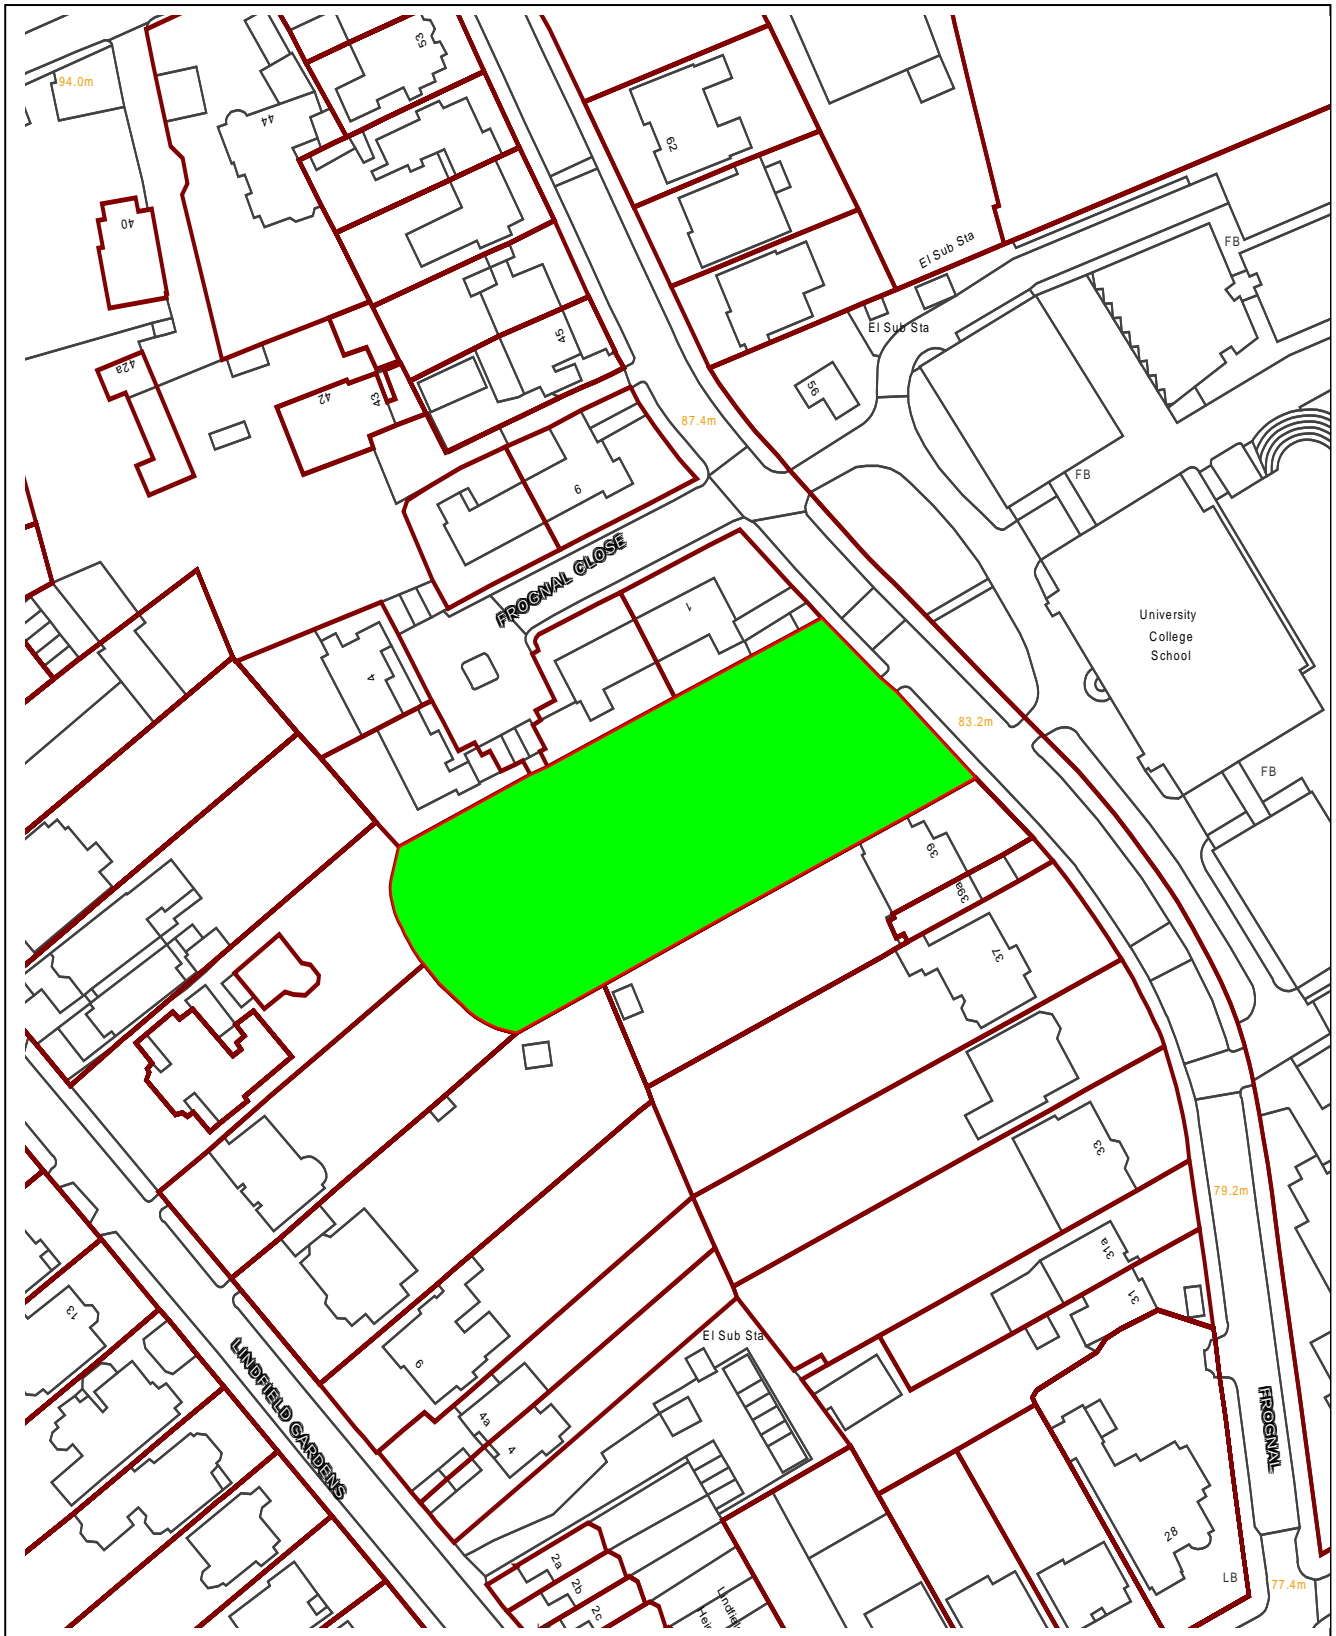 53
94.0m
44
62
40
FB
El Sub Sta
El Sub Sta
45
42a
42
43
56
87.4m
FB
9
FROGNAL CLOSE
1
University
College
School
4
83.2m
FB
39
39a
37
33
79.2m
31a
31
13
El Sub Sta
LINDFIELD GARDENS
9
4a
4
FROGNAL
28
2a
2b
2c
LB
77.4m